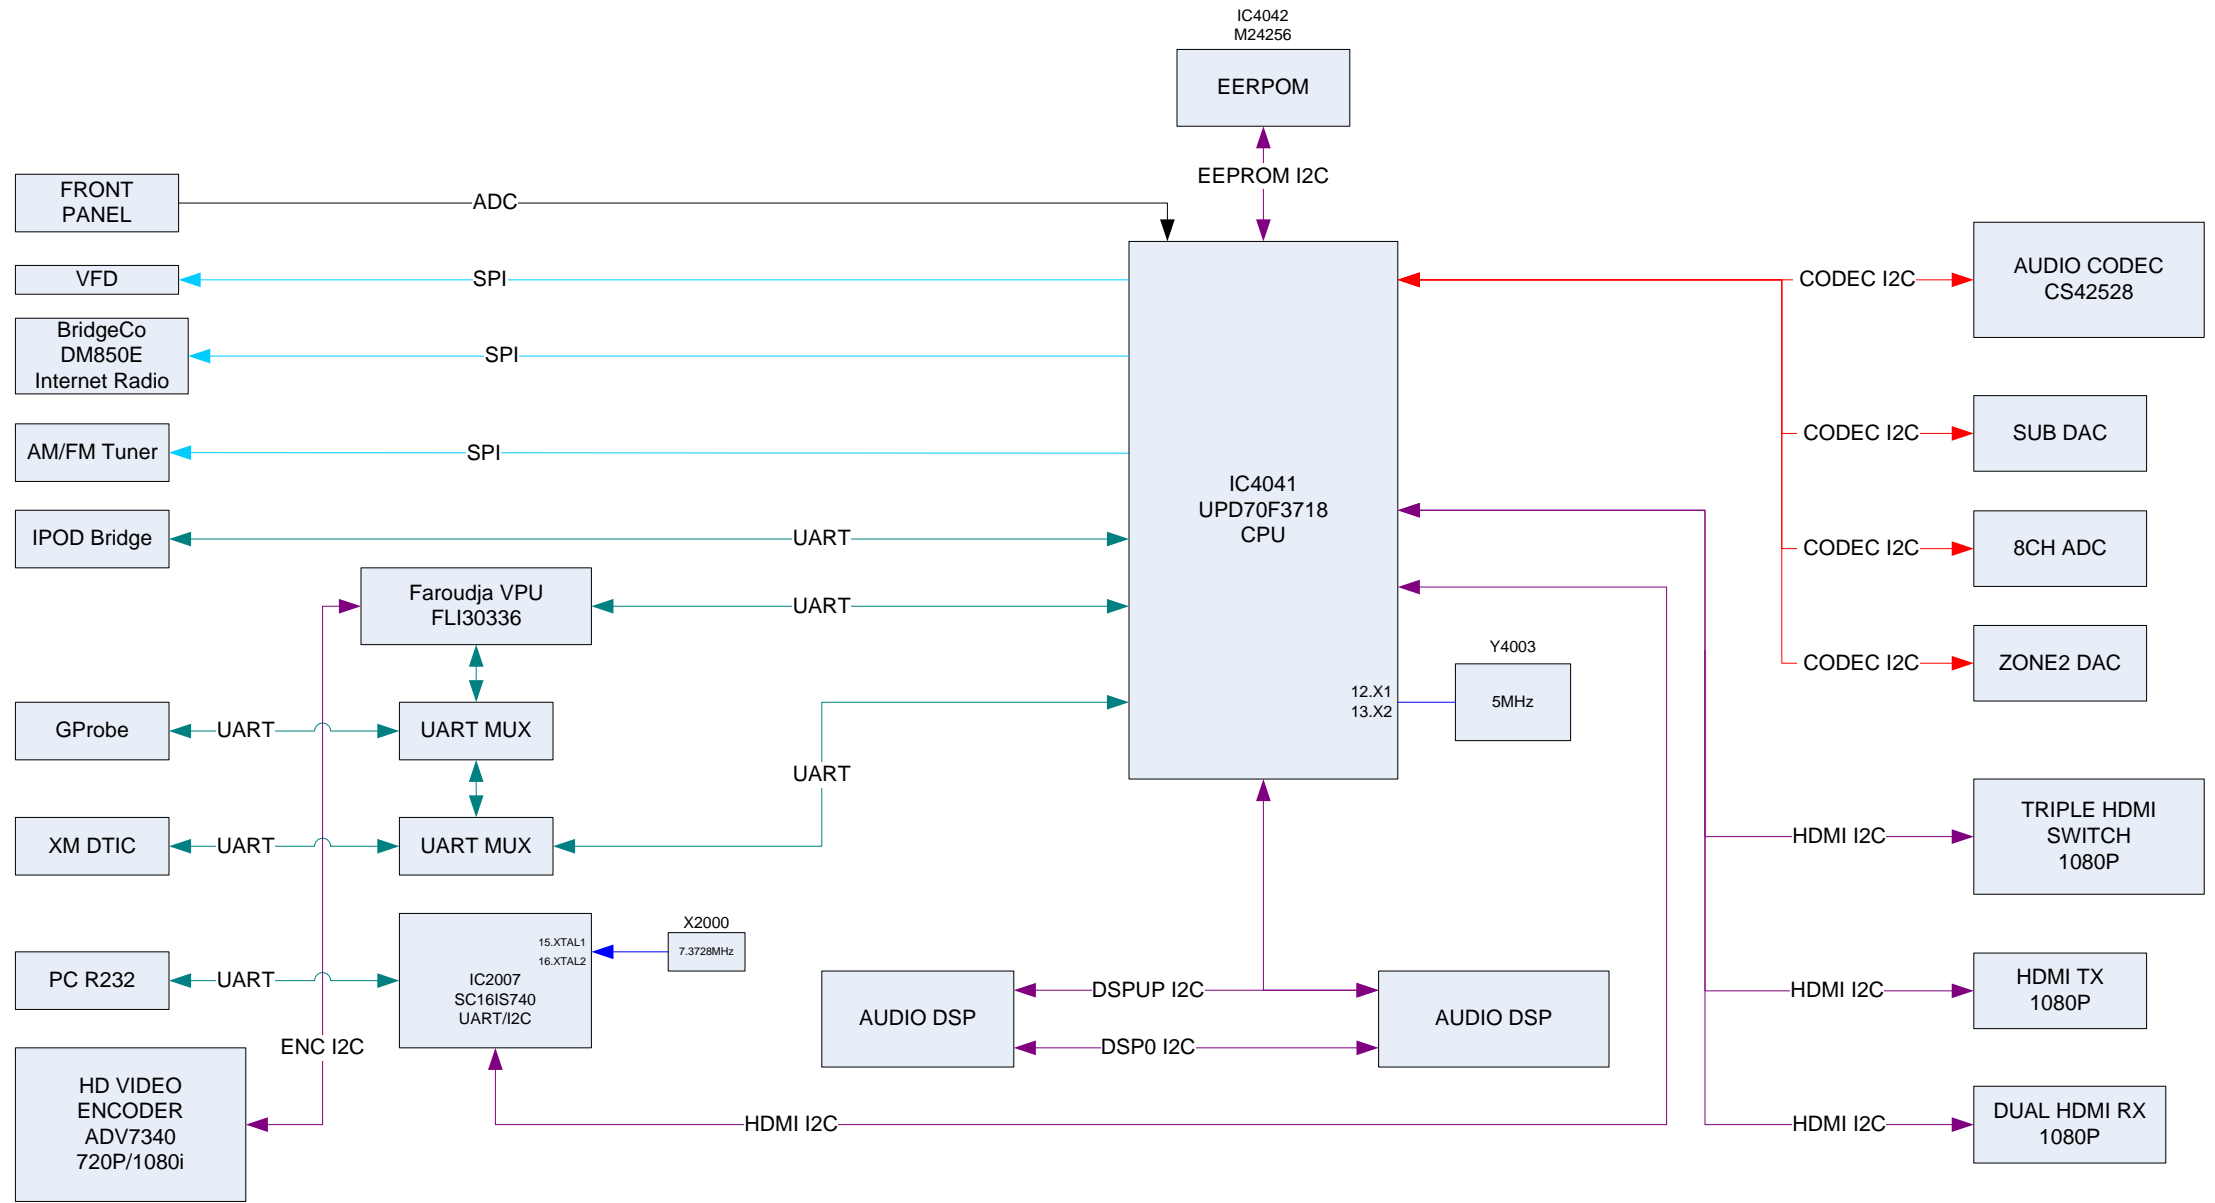 IC4042
M24256
EERPOM
EEPROM I2C
FRONT
PANEL
ADC
VFD
SPI
BridgeCo
DM850E
Internet Radio
SPI
AM/FM Tuner
SPI
IPOD Bridge
UART
Faroudja VPU
FLI30336
UART
GProbe
UART
UART MUX
UART
XM DTIC
UART
UART MUX
PC R232
UART
15.XTAL1
16.XTAL2
IC2007
SC16IS740
UART/I2C
X2000
7.3728MHz
ENC I2C
HD VIDEO
ENCODER
ADV7340
720P/1080i
HDMI I2C
IC4041
UPD70F3718
CPU
12.X1
13.X2
Y4003
5MHz
AUDIO DSP
DSPUP I2C
DSP0 I2C
AUDIO DSP
CODEC I2C
AUDIO CODEC
CS42528
CODEC I2C
SUB DAC
CODEC I2C
8CH ADC
CODEC I2C
ZONE2 DAC
HDMI I2C
TRIPLE HDMI
SWITCH
1080P
HDMI I2C
HDMI TX
1080P
HDMI I2C
DUAL HDMI RX
1080P